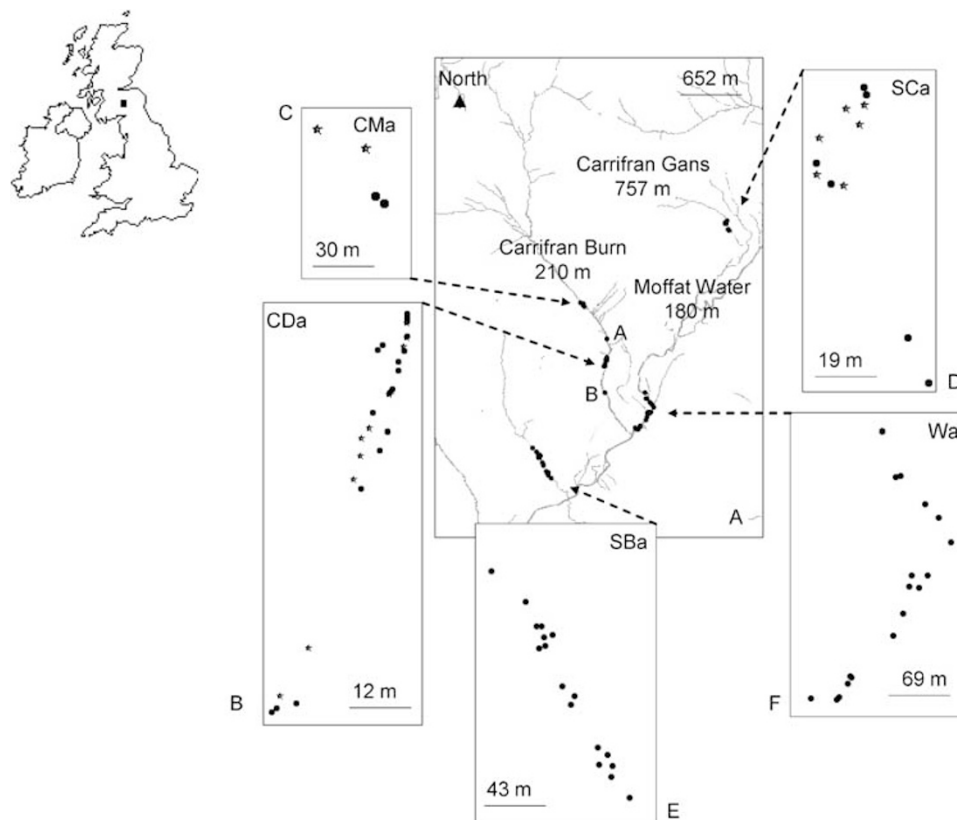 North
652 m
Carrifran Gans
757 m
Carrifran Burn
210 m
Moffat Water
180 m
A
B
A
C
CMa
30 m
CDa
12 m
B
SCa
19 m
D
Wa
69 m
F
SBa
43 m
E